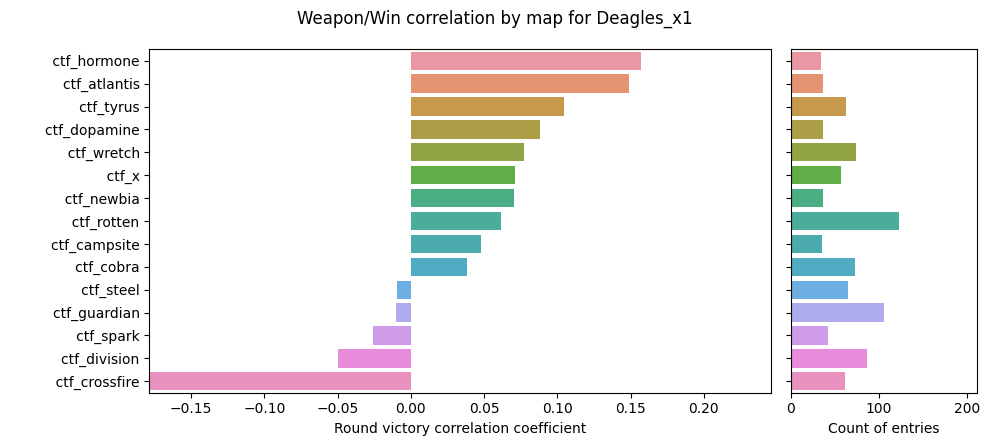 Weapon/Win correlation by map for Deagles_x1
ctf_hormone
ctf_atlantis
ctf_tyrus
ctf_dopamine
ctf_wretch
ctf_x
ctf_newbia
ctf_rotten
ctf_campsite
ctf_cobra
ctf_steel
ctf_guardian
ctf_spark
ctf_division
ctf_crossfire
−0.15 −0.10 −0.05 0.00 0.05 0.10 0.15 0.20
Round victory correlation coefficient
0 100 200
Count of entries